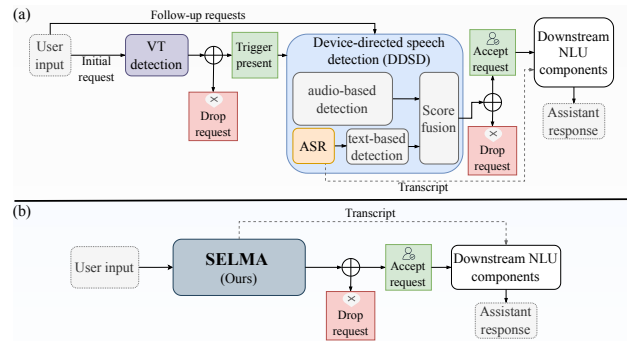 (a)
Follow-up requests
User
input
Initial
request
VT
detection
Drop
request
Trigger
present
Device-directed speech
detection (DDSD)
audio-based
detection
ASR
text-based
detection
Score
fusion
Accept
request
Drop
request
Transcript
Downstream
NLU
components
Assistant
response
(b)
Transcript
User input
SELMA
(Ours)
Drop
request
Accept
request
Downstream NLU
components
Assistant
response